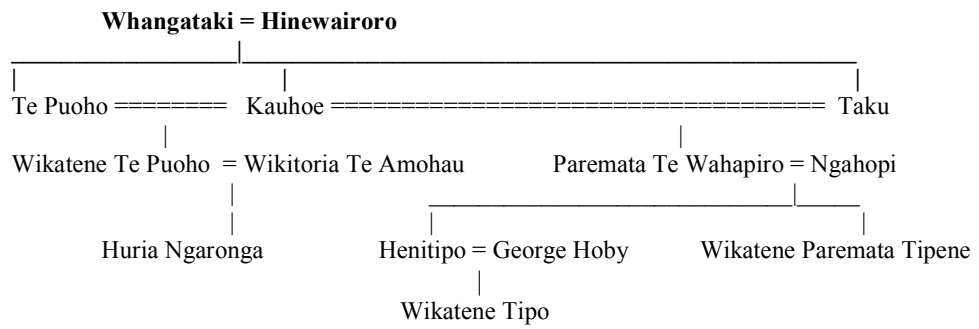 Whangataki = Hinewairoro
Te Puoho ======== Kauhoe =================================== Taku
Wikatene Te Puoho = Wikitoria Te Amohau Paremata Te Wahapiro = Ngahopi
Huria Ngaronga Henitipo = George Hoby Wikatene Paremata Tipene
Wikatene Tipo